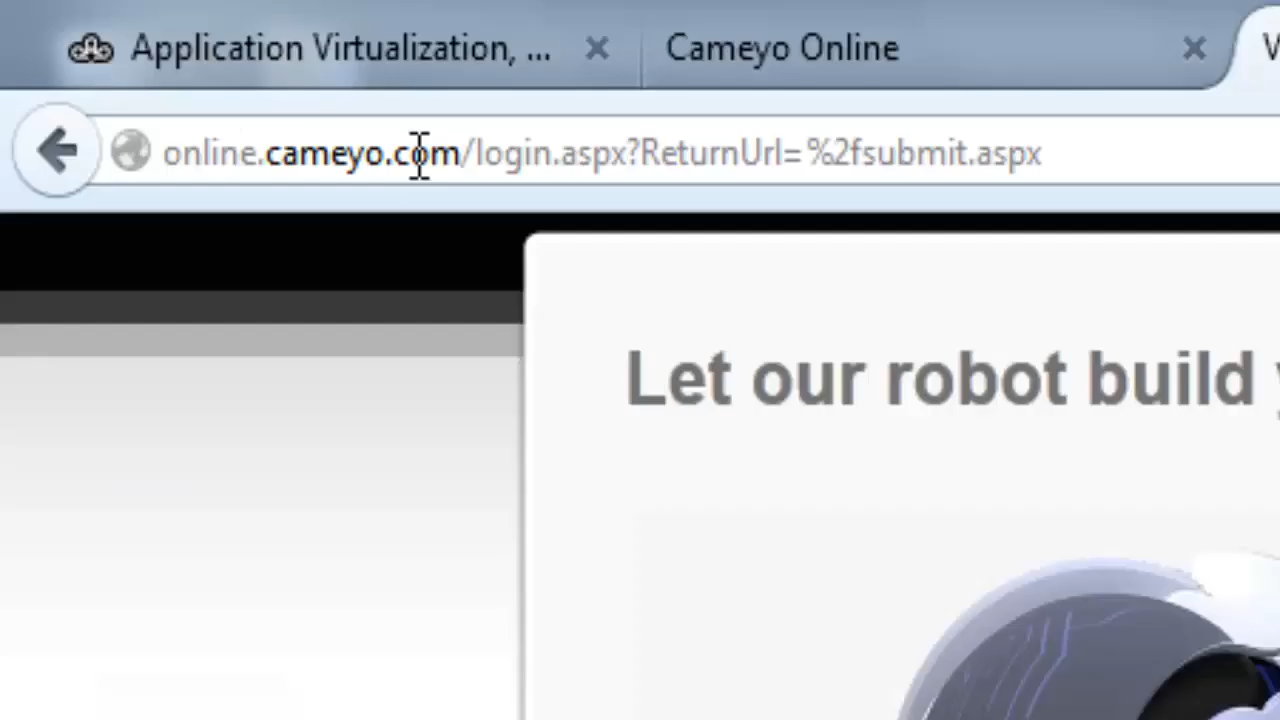 Application Virtualization, ...
Cameyo Online
online.cameyo.com/login.aspx?ReturnUrl=%2fsubmit.aspx
Let our robot build